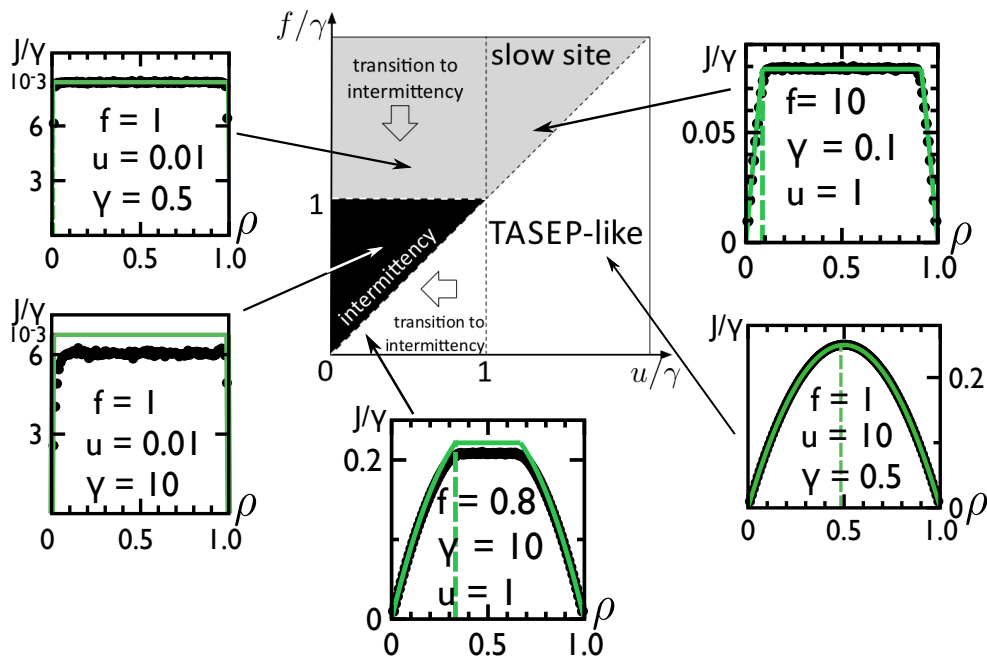 J/γ
10⁻³
6
3
f = 1
u = 0.01
γ = 0.5
0
0.5
1.0
ρ
f/γ
slow site
transition to
intermittency
1
TASEP-like
intermittency
transition to
intermittency
0
1
u/γ
J/γ
0.05
0
f= 10
γ = 0.1
u = 1
0
0.5
1.0
ρ
J/γ
10⁻³
6
3
f = 1
u = 0.01
γ = 10
0
0.5
1.0
ρ
J/γ
0.2
0
f = 0.8
γ = 10
u = 1
0
0.5
1.0
ρ
J/γ
0.2
0
f = 1
u = 10
γ = 0.5
0
0.5
1.0
ρ